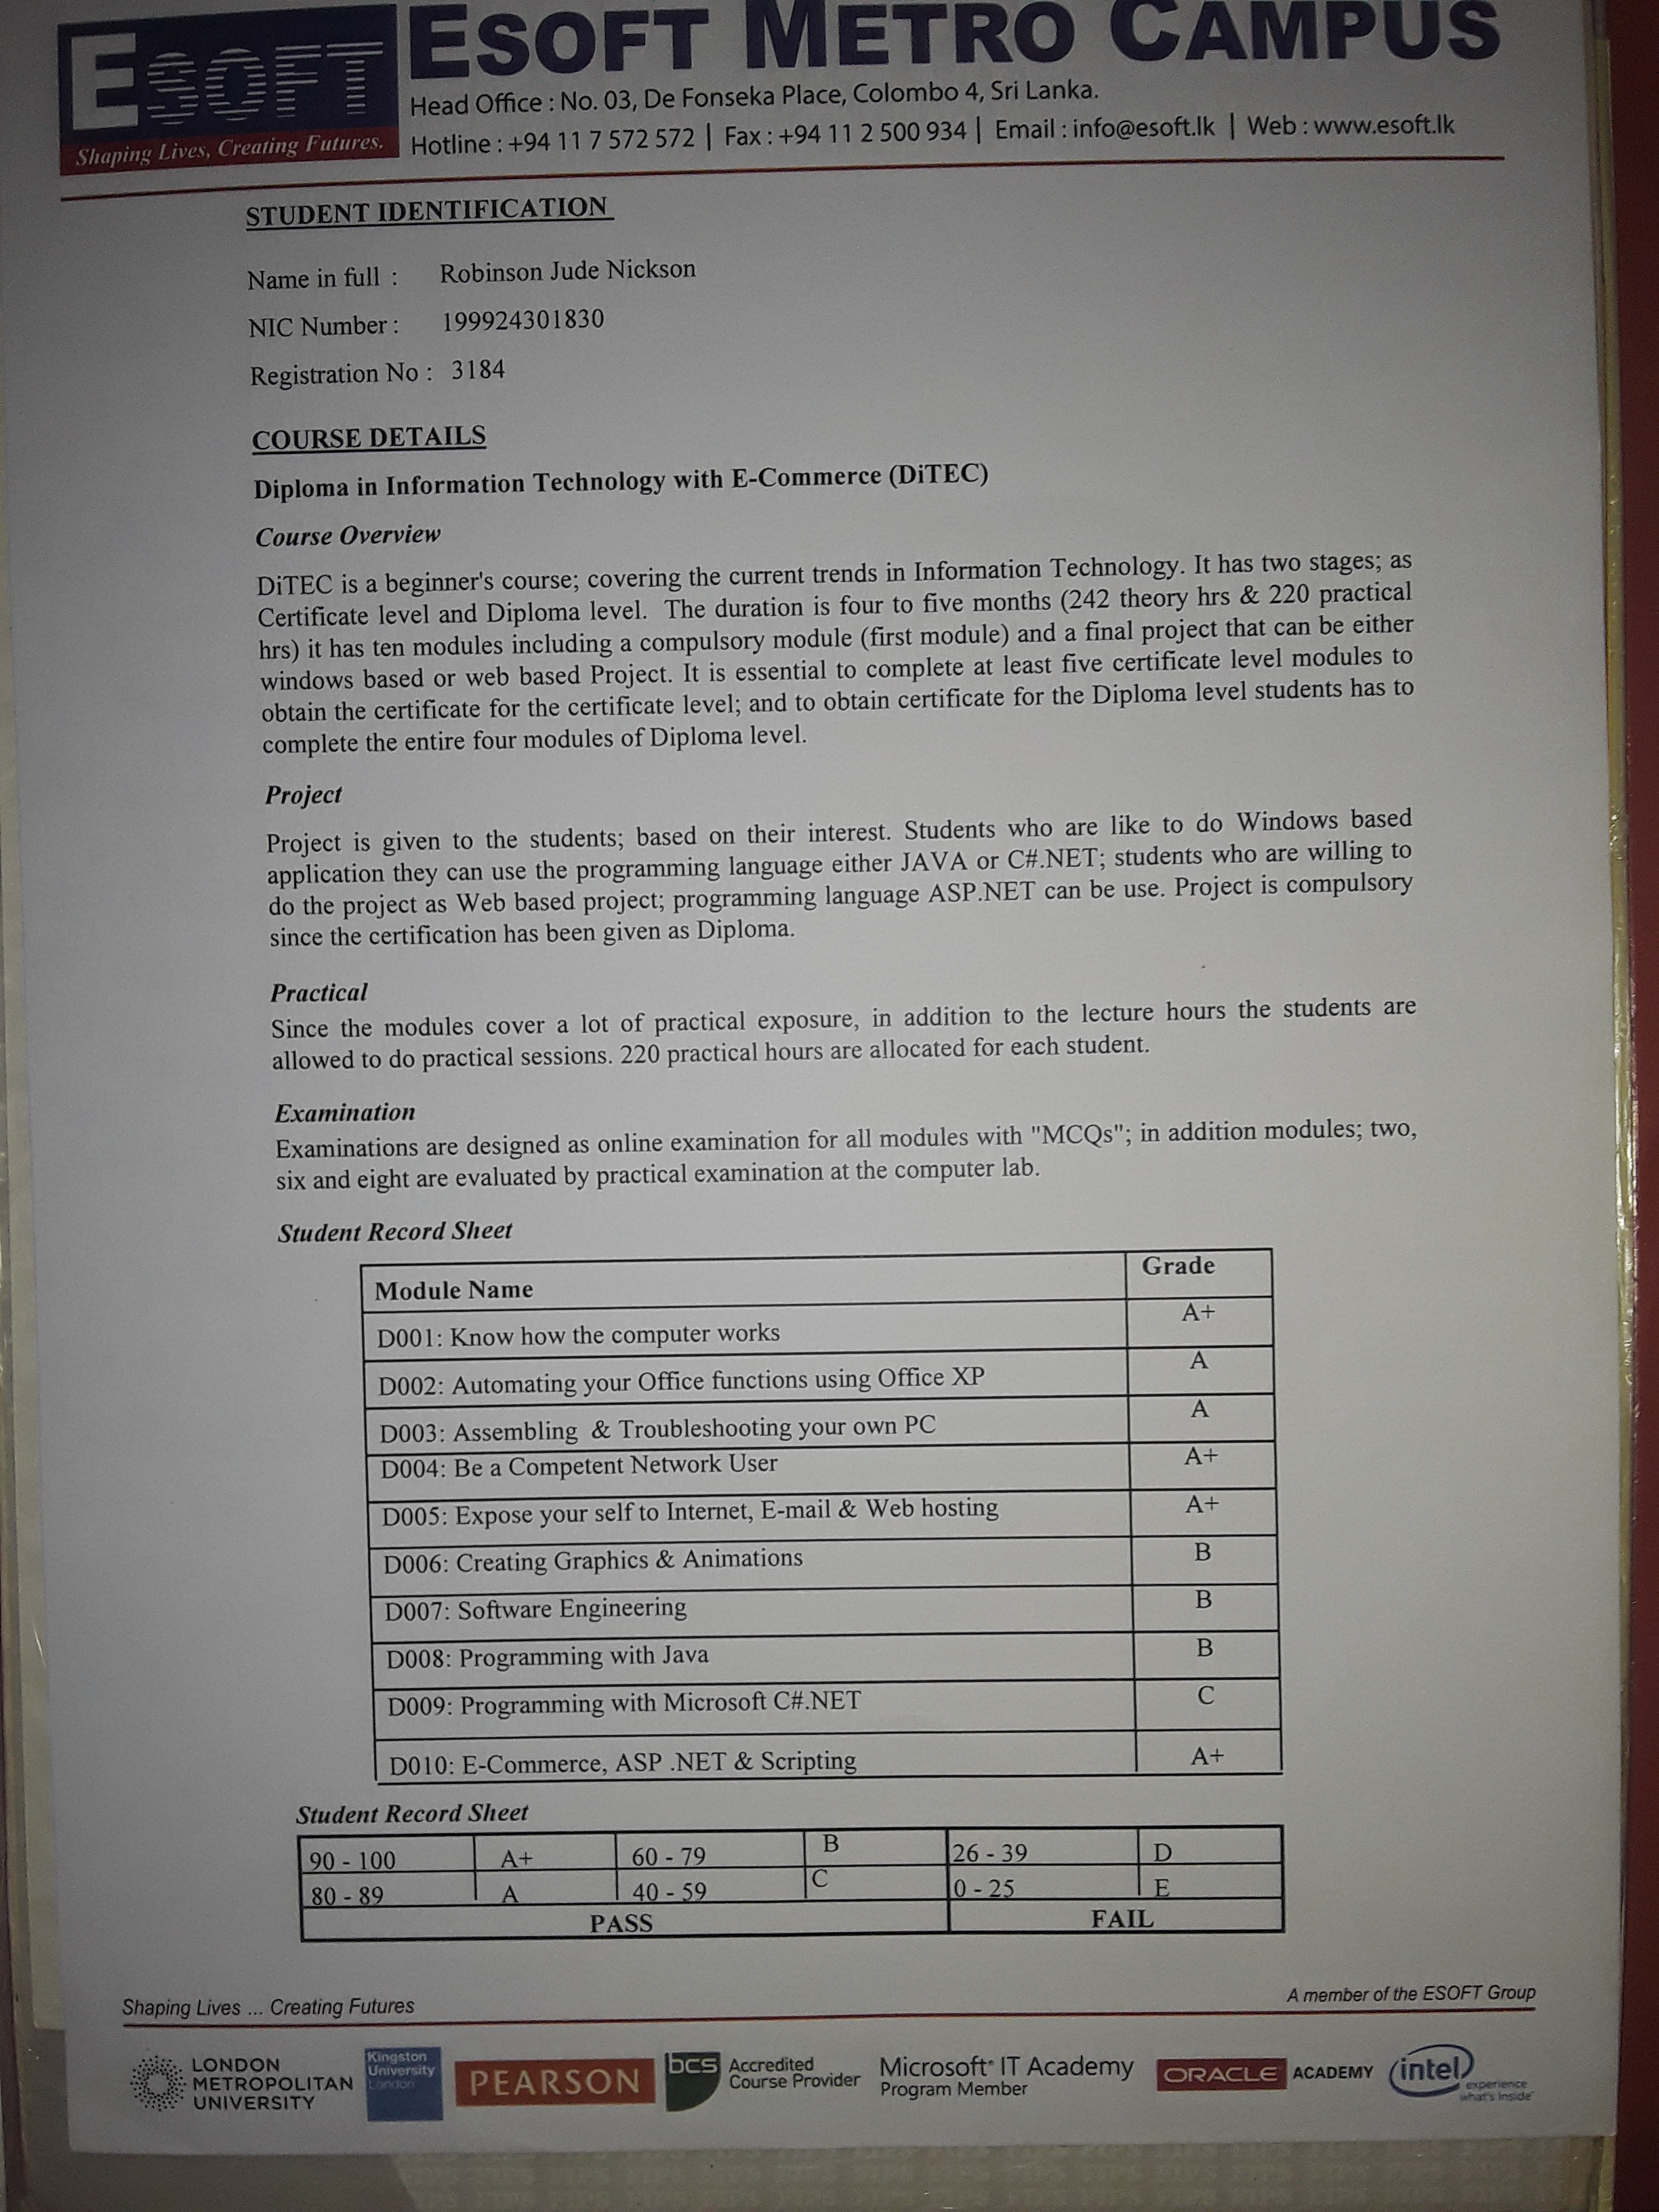 ESOFT
Shaping Lives, Creating Futures.
ESOFT METRO CAMPUS
Head Office : No. 03, De Fonseka Place, Colombo 4, Sri Lanka.
Hotline : +94 11 7 572 572 | Fax : +94 11 2 500 934 | Email : info@esoft.lk | Web : www.esoft.lk
STUDENT IDENTIFICATION
Name in full : Robinson Jude Nickson
NIC Number : 199924301830
Registration No : 3184
COURSE DETAILS
Diploma in Information Technology with E-Commerce (DiTEC)
Course Overview
DiTEC is a beginner's course; covering the current trends in Information Technology. It has two stages; as
Certificate level and Diploma level. The duration is four to five months (242 theory hrs & 220 practical
hrs) it has ten modules including a compulsory module (first module) and a final project that can be either
windows based or web based Project. It is essential to complete at least five certificate level modules to
obtain the certificate for the certificate level; and to obtain certificate for the Diploma level students has to
complete the entire four modules of Diploma level.
Project
Project is given to the students; based on their interest. Students who are like to do Windows based
application they can use the programming language either JAVA or C#.NET; students who are willing to
do the project as Web based project; programming language ASP.NET can be use. Project is compulsory
since the certification has been given as Diploma.
Practical
Since the modules cover a lot of practical exposure, in addition to the lecture hours the students are
allowed to do practical sessions. 220 practical hours are allocated for each student.
Examination
Examinations are designed as online examination for all modules with "MCQs"; in addition modules; two,
six and eight are evaluated by practical examination at the computer lab.
Student Record Sheet
Module Name Grade
D001: Know how the computer works A+
D002: Automating your Office functions using Office XP A
D003: Assembling & Troubleshooting your own PC A
D004: Be a Competent Network User A+
D005: Expose your self to Internet, E-mail & Web hosting A+
D006: Creating Graphics & Animations B
D007: Software Engineering B
D008: Programming with Java B
D009: Programming with Microsoft C#.NET C
D010: E-Commerce, ASP .NET & Scripting A+
Student Record Sheet
90 - 100 A+ 60 - 79 B 26 - 39 D
80 - 89 A 40 - 59 C 0 - 25 E
PASS FAIL
Shaping Lives ... Creating Futures
A member of the ESOFT Group
LONDON
METROPOLITAN
UNIVERSITY
Kingston
University
London
PEARSON
bcs
Accredited
Course Provider
Microsoft IT Academy
Program Member
ORACLE ACADEMY
intel
experience
what's inside